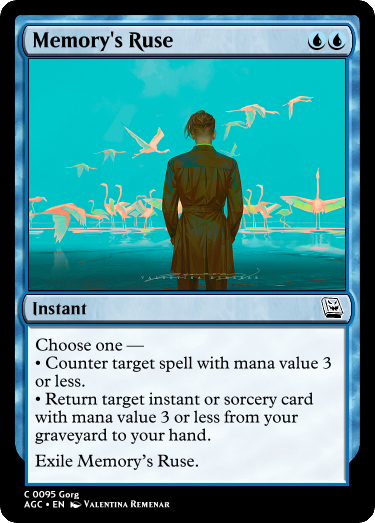 Memory's Ruse
VALENTINA REMENAR
Instant
Choose one —
• Counter target spell with mana value 3
or less.
• Return target instant or sorcery card
with mana value 3 or less from your
graveyard to your hand.
Exile Memory's Ruse.
C 0095 Gorg
AGC • EN VALENTINA REMENAR